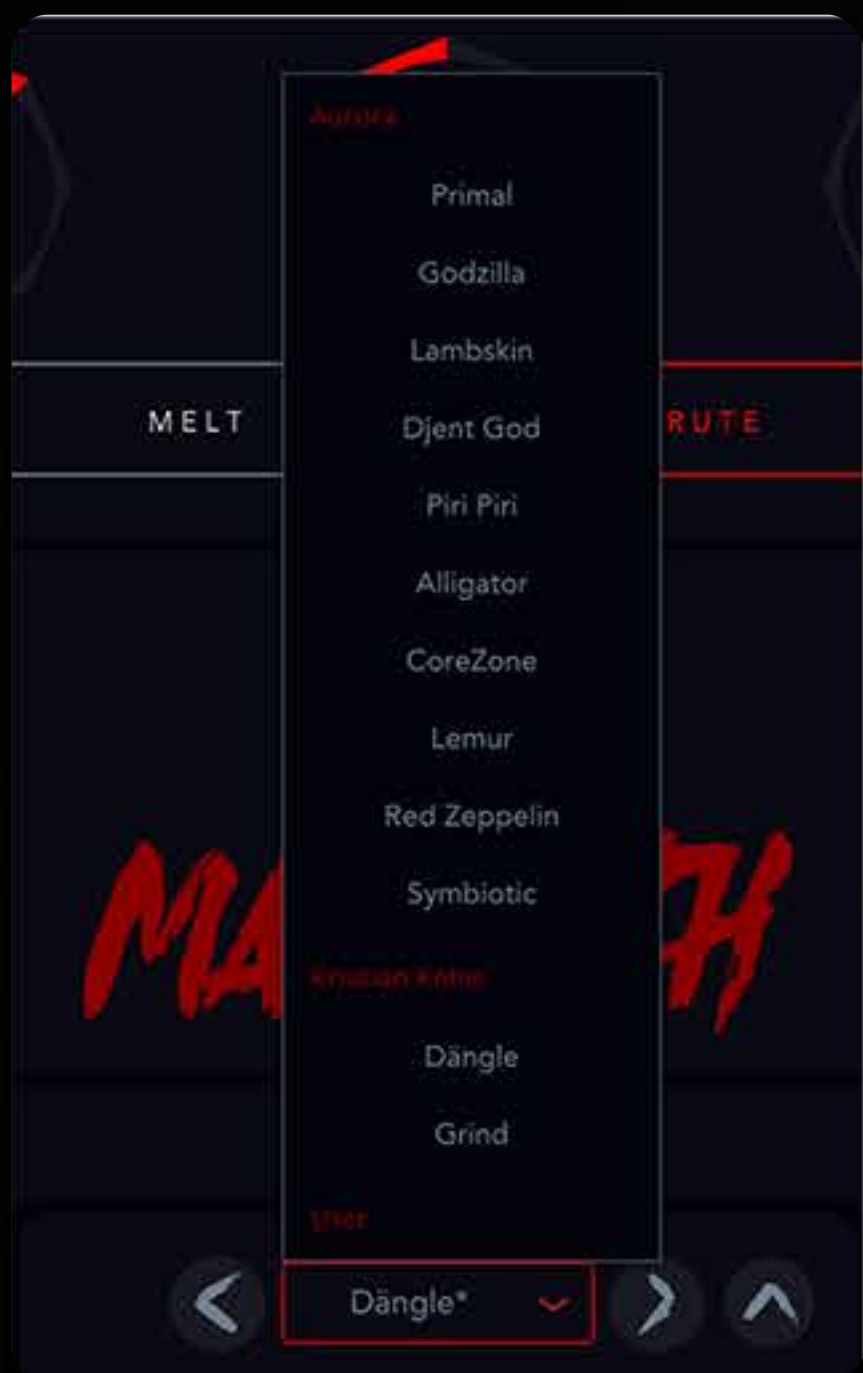 Aurora
Primal
Godzilla
Lambskin
MELT
Djent God
RUTE
Piri Piri
Alligator
CoreZone
Lemur
Red Zeppelin
Symbiotic
MA
H
Kristian Kohle
Dängle
Grind
User
Dängle*